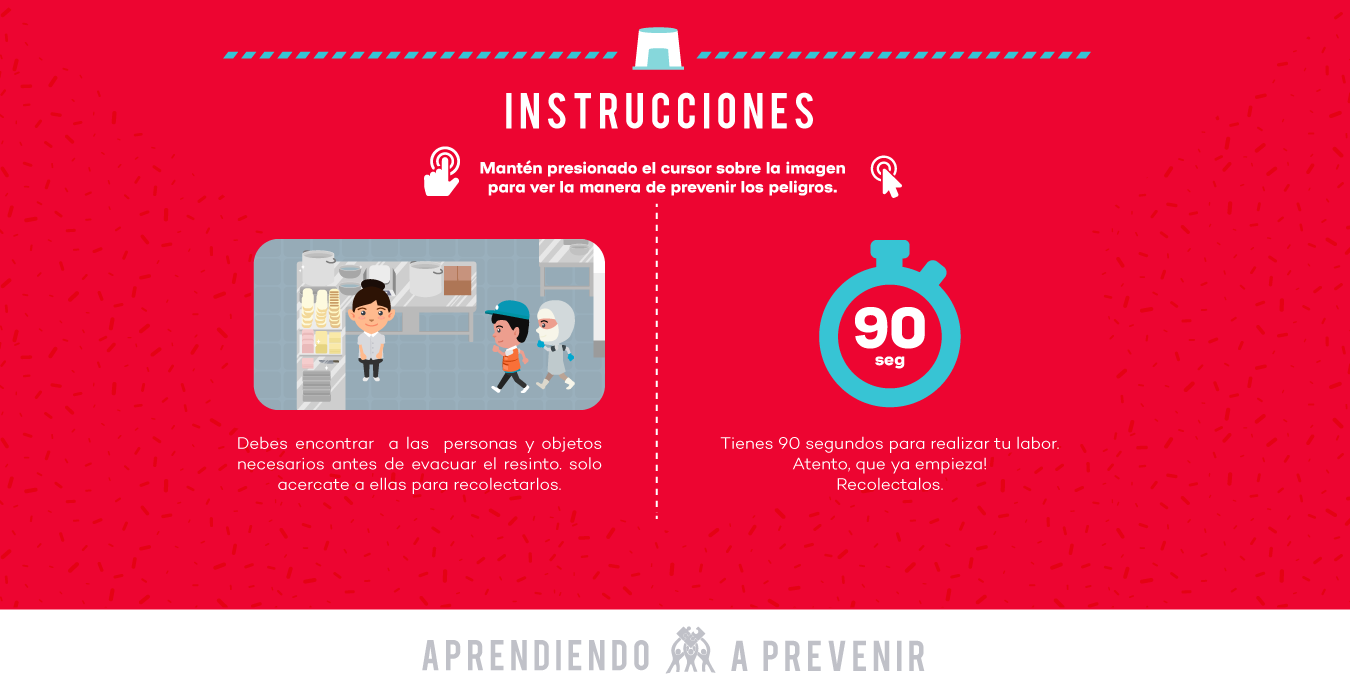 INSTRUCCIONES
Mantén presionado el cursor sobre la imagen
para ver la manera de prevenir los peligros.
90
seg
Debes encontrar a las personas y objetos
necesarios antes de evacuar el resinto. solo
acercate a ellas para recolectarlos.
Tienes 90 segundos para realizar tu labor.
Atento, que ya empieza!
Recolectalos.
APRENDIENDO A PREVENIR